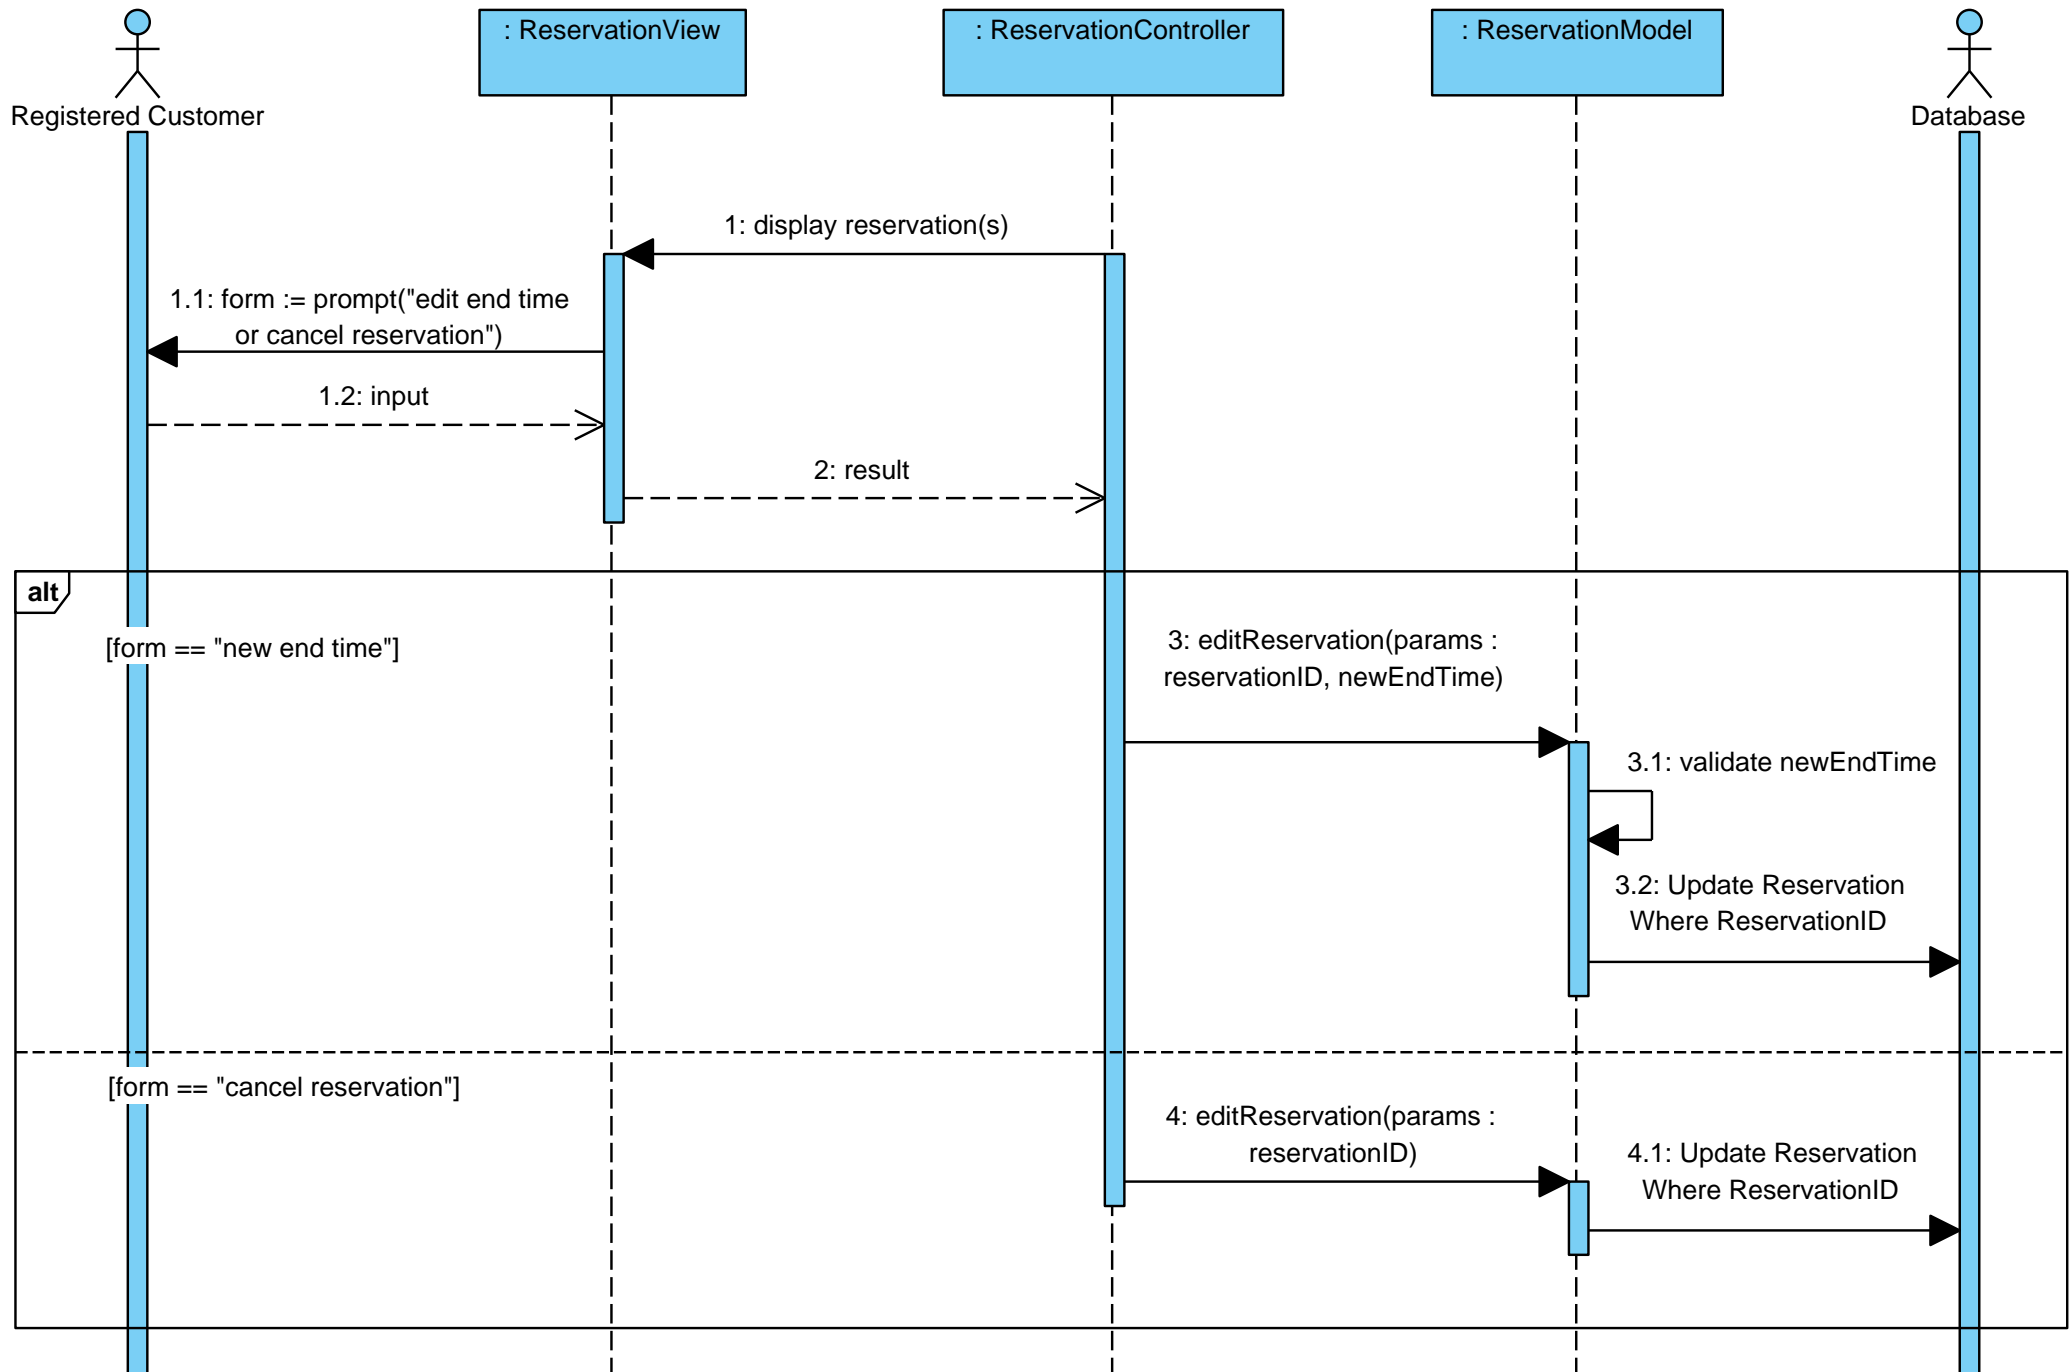 : ReservationView
: ReservationController
: ReservationModel
Registered Customer
Database
1: display reservation(s)
1.1: form := prompt("edit end time
or cancel reservation")
1.2: input
2: result
alt
[form == "new end time"]
3: editReservation(params :
reservationID, newEndTime)
3.1: validate newEndTime
3.2: Update Reservation
Where ReservationID
[form == "cancel reservation"]
4: editReservation(params :
reservationID)
4.1: Update Reservation
Where ReservationID